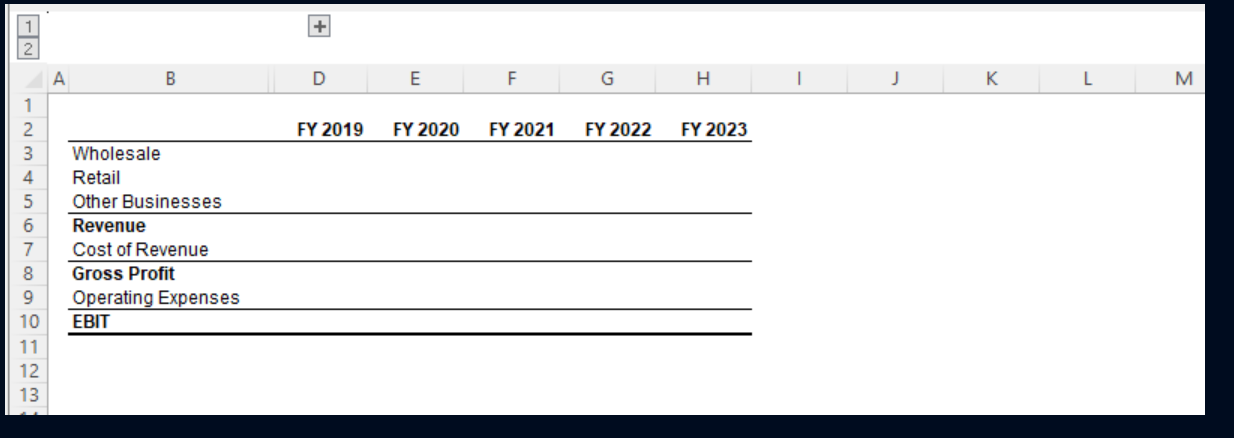 1 +
2
A B D E F G H I J K L M
1
2 FY 2019 FY 2020 FY 2021 FY 2022 FY 2023
3 Wholesale
4 Retail
5 Other Businesses
6 Revenue
7 Cost of Revenue
8 Gross Profit
9 Operating Expenses
10 EBIT
11
12
13